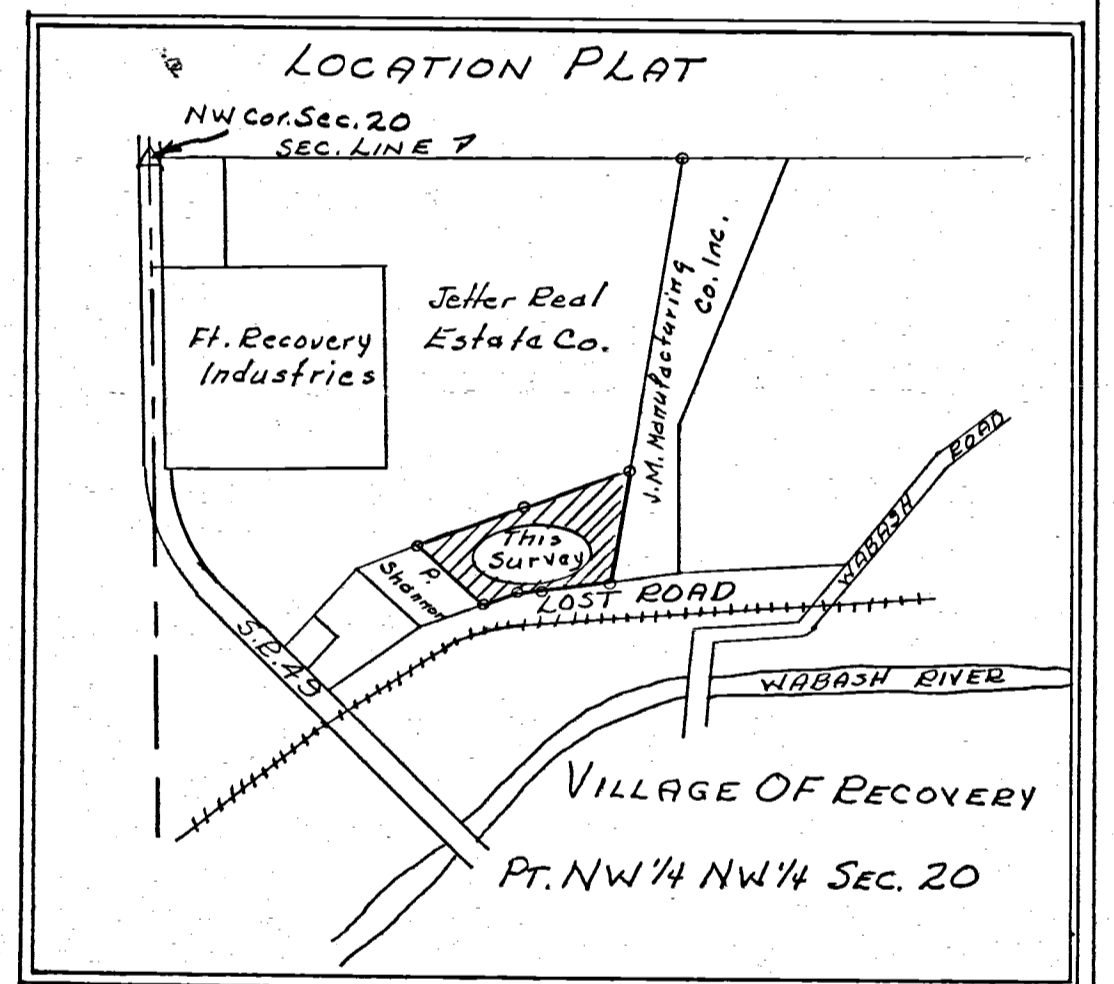 LOCATION PLAT
NW Cor. Sec. 20
SEC. LINE
Ft. Recovery
Industries
Jetter Real
Estate Co.
J.M. Manufacturing
Co. Inc.
This
Survey
P.
Shannon
LOST ROAD
WABASH ROAD
S.R. 49
WABASH RIVER
VILLAGE OF RECOVERY
PT. NW 1/4 NW 1/4 SEC. 20